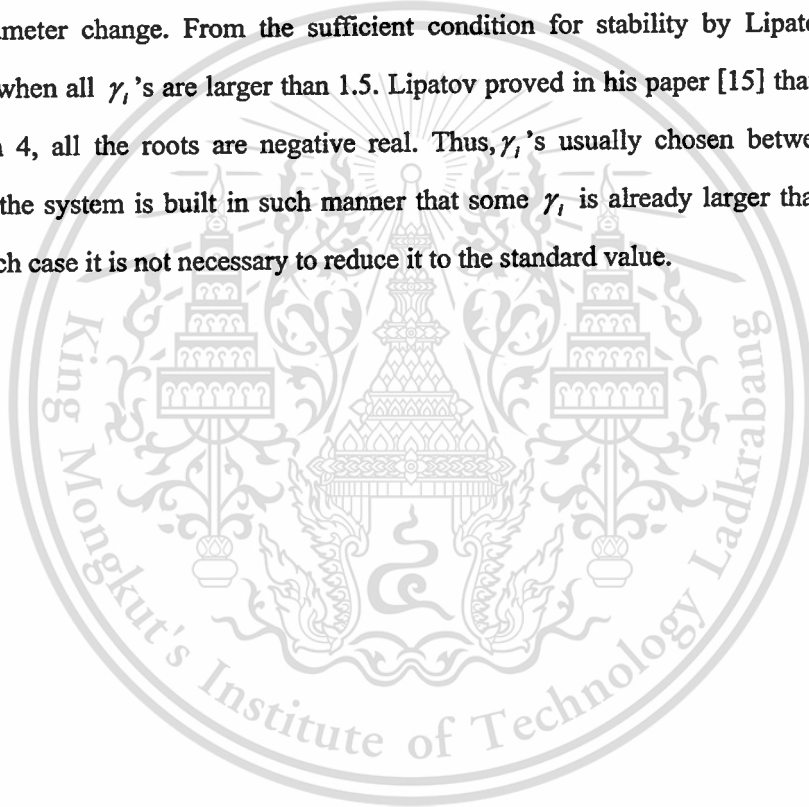 meter change. From the sufficient condition for stability by Lipat
when all γᵢ's are larger than 1.5. Lipatov proved in his paper [15] tha
4, all the roots are negative real. Thus, γᵢ's usually chosen betw
the system is built in such manner that some γᵢ is already larger tha
ch case it is not necessary to reduce it to the standard value.
King Mongkut's Institute of Technology Ladkrabang